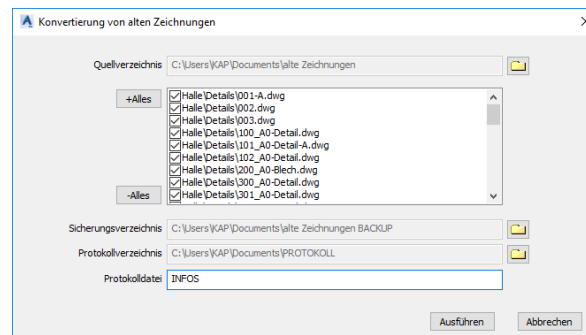 Konvertierung von alten Zeichnungen
Quellverzeichnis C:\Users\KAP\Documents\alte Zeichnungen
+Alles
Halle\Details\001-A.dwg
Halle\Details\002.dwg
Halle\Details\003.dwg
Halle\Details\100_A0-Detail.dwg
Halle\Details\101_A0-Detail-A.dwg
Halle\Details\102_A0-Detail.dwg
Halle\Details\200_A0-Blech.dwg
Halle\Details\300_A0-Detail.dwg
Halle\Details\301_A0-Detail.dwg
-Alles
Sicherungsverzeichnis C:\Users\KAP\Documents\alte Zeichnungen BACKUP
Protokollverzeichnis C:\Users\KAP\Documents\PROTOKOLL
Protokolldatei INFOS
Ausführen Abbrechen